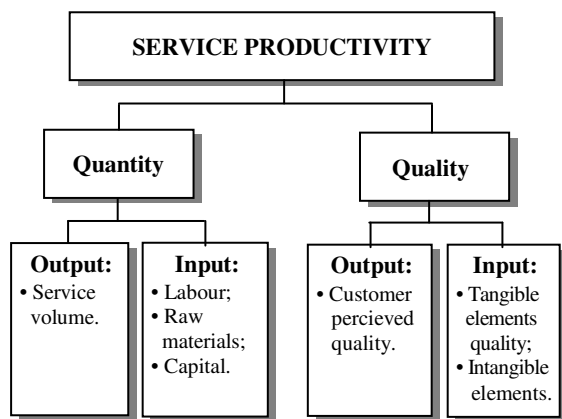 SERVICE PRODUCTIVITY
Quantity
Quality
Output:
• Service
volume.
Input:
• Labour;
• Raw
materials;
• Capital.
Output:
• Customer
percieved
quality.
Input:
• Tangible
elements
quality;
• Intangible
elements.